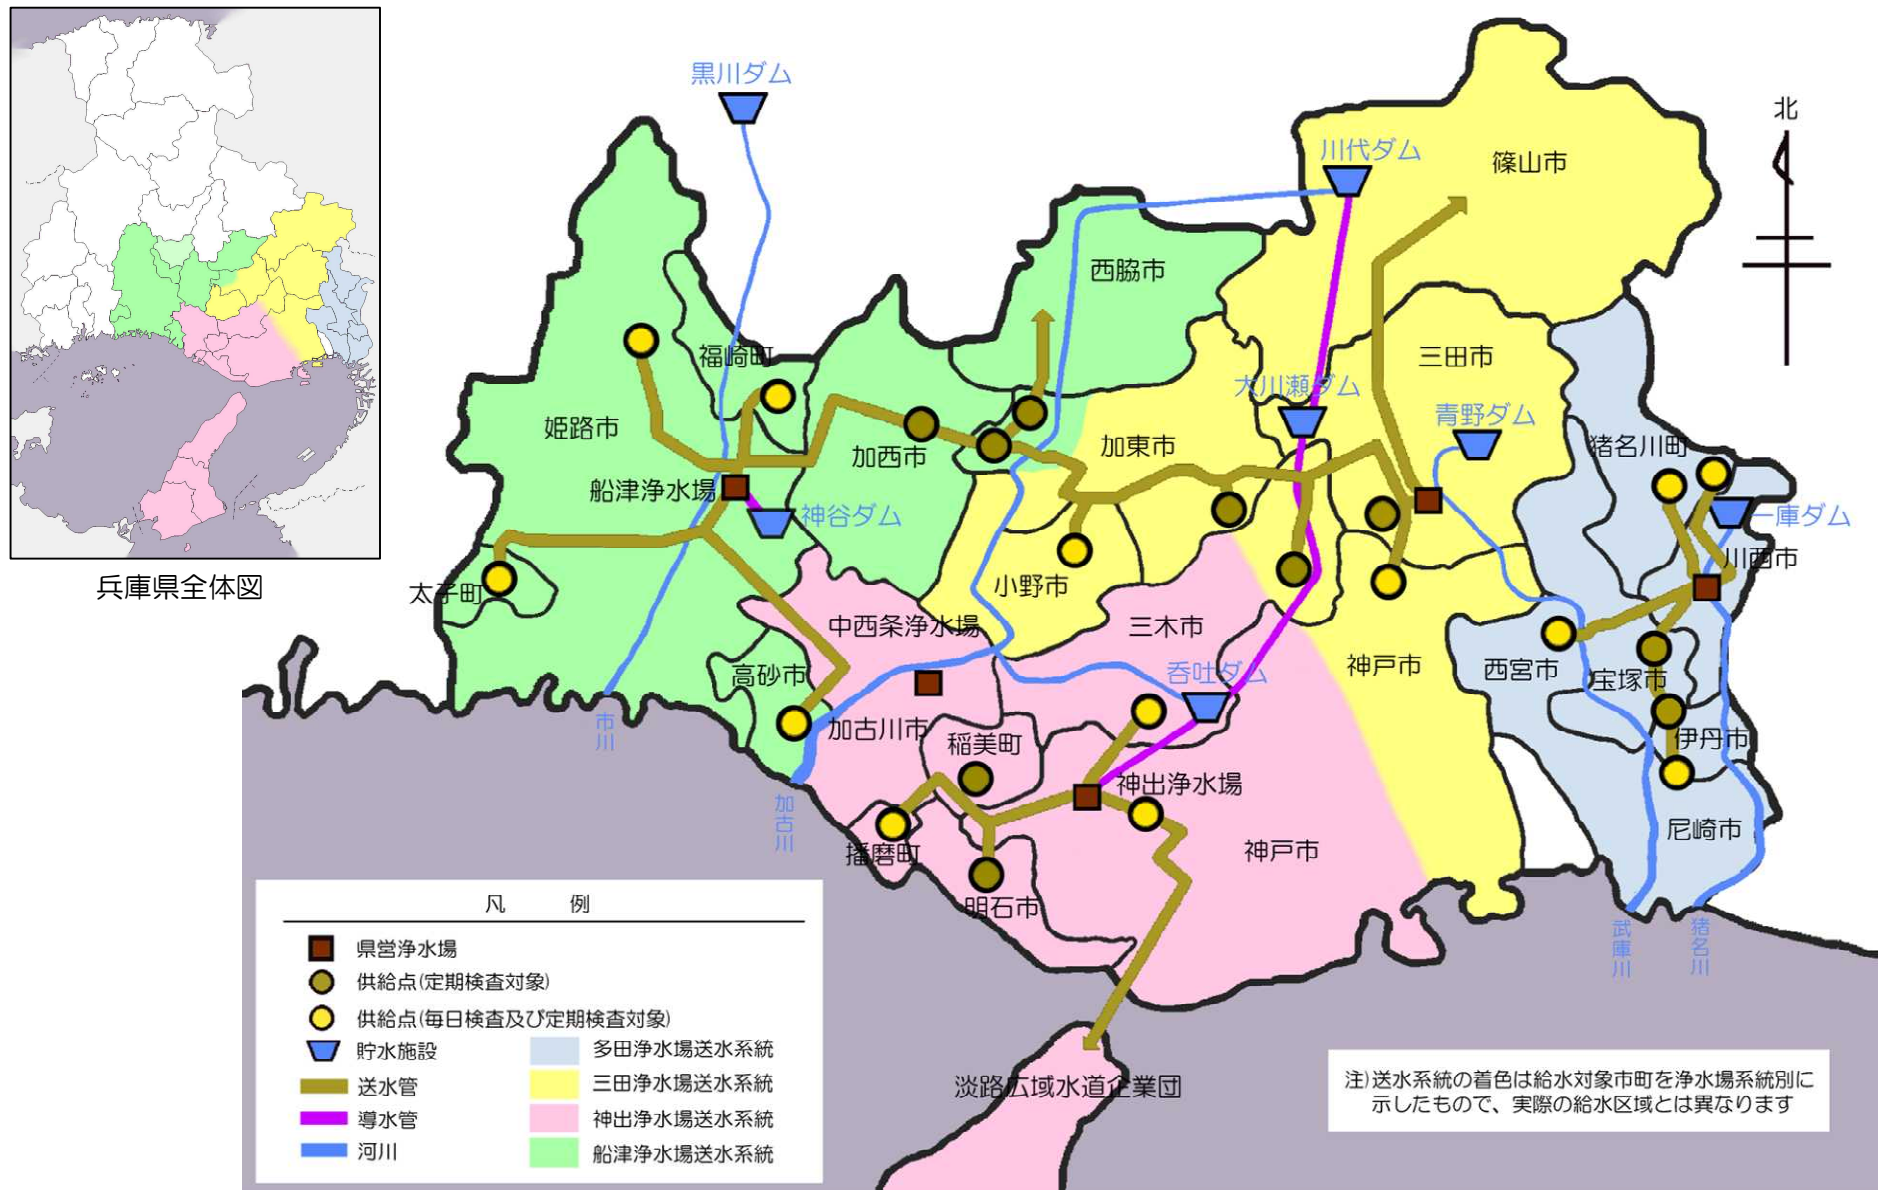 兵庫県全体図
黒川ダム
川代ダム
篠山市
北
西脇市
福崎町
三田市
大川瀬ダム
青野ダム
姫路市
加西市
加東市
猪名川町
船津浄水場
神谷ダム
一庫ダム
川西市
太子町
小野市
中西条浄水場
三木市
神戸市
西宮市
宝塚市
高砂市
呑吐ダム
加古川市
稲美町
伊丹市
市川
神出浄水場
加古川
尼崎市
播磨町
神戸市
明石市
武庫川
猪名川
淡路広域水道企業団
凡 例
県営浄水場
供給点(定期検査対象)
供給点(毎日検査及び定期検査対象)
貯水施設
送水管
導水管
河川
多田浄水場送水系統
三田浄水場送水系統
神出浄水場送水系統
船津浄水場送水系統
注)送水系統の着色は給水対象市町を浄水場系統別に
示したもので、実際の給水区域とは異なります